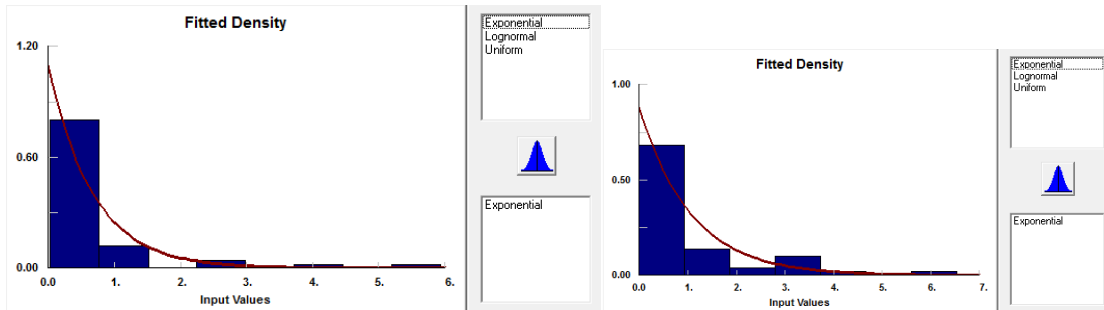 Fitted Density
1.20
0.60
0.00
0.0 1. 2. 3. 4. 5. 6.
Input Values
Exponential
Lognormal
Uniform
Exponential
Fitted Density
1.00
0.50
0.00
0.0 1. 2. 3. 4. 5. 6. 7.
Input Values
Exponential
Lognormal
Uniform
Exponential